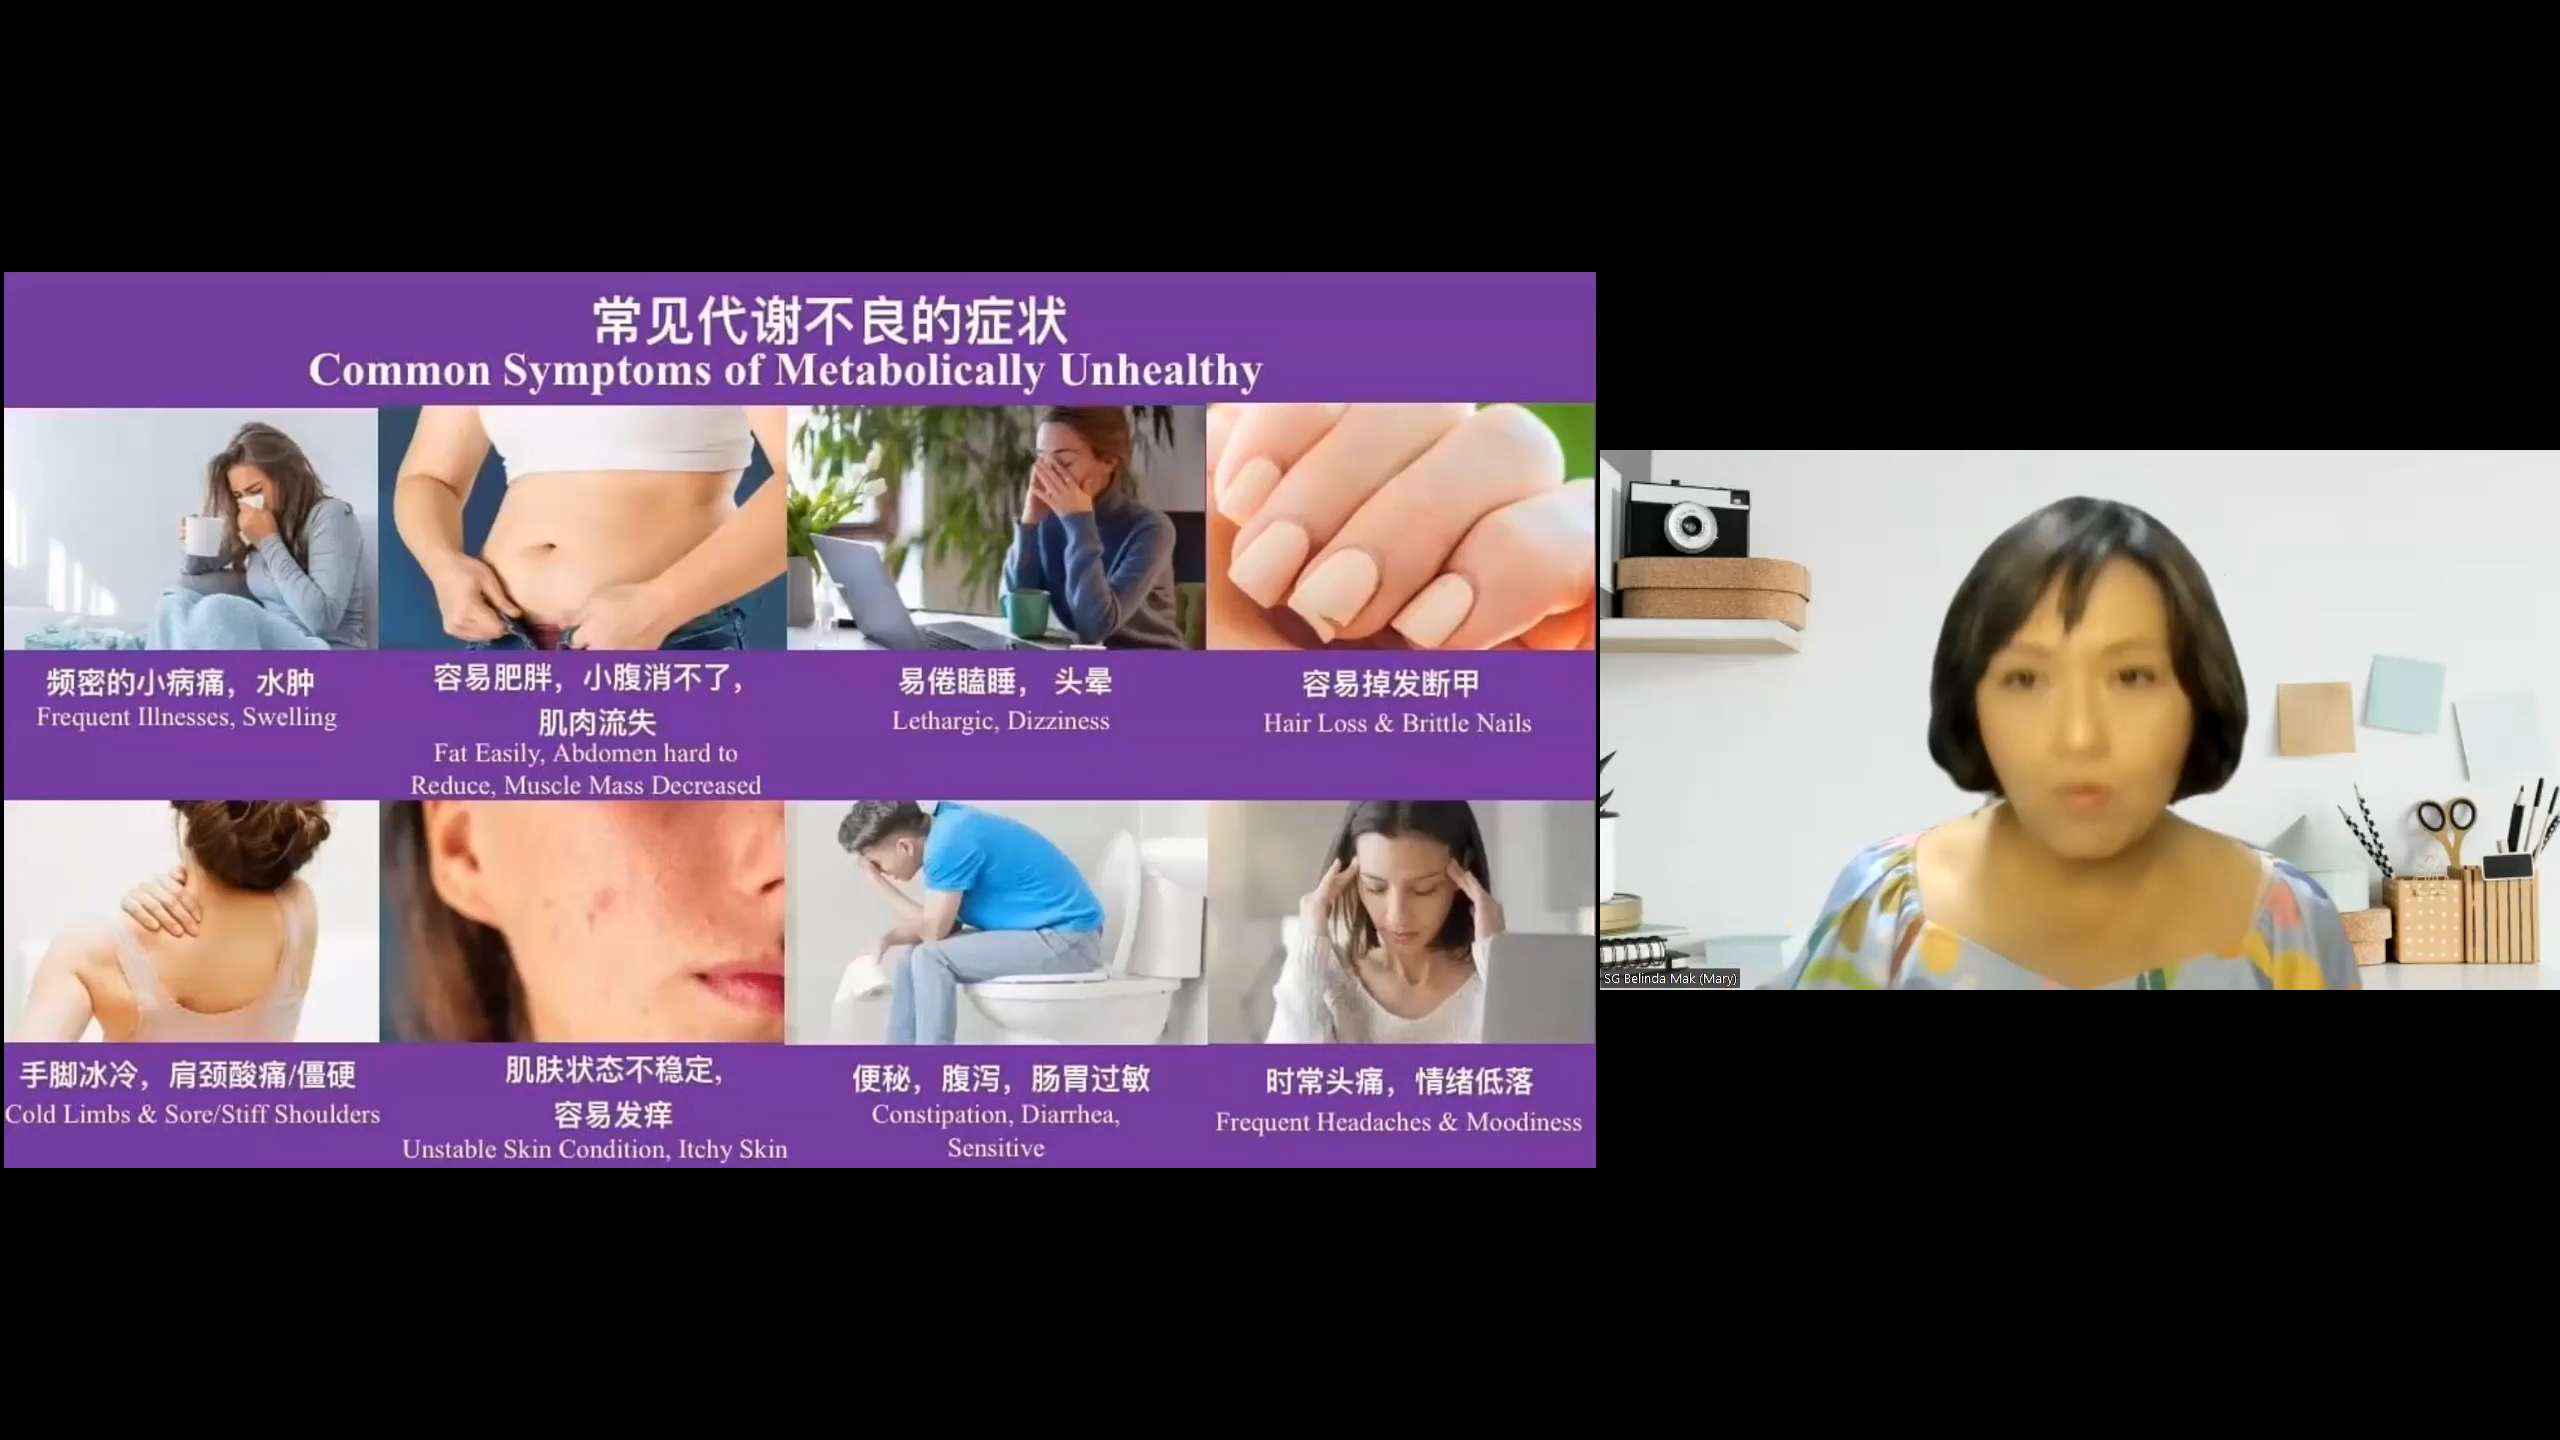 常见代谢不良的症状
Common Symptoms of Metabolically Unhealthy
频密的小病痛，水肿
Frequent Illnesses, Swelling
容易肥胖，小腹消不了，
肌肉流失
Fat Easily, Abdomen hard to
Reduce, Muscle Mass Decreased
易倦瞌睡， 头晕
Lethargic, Dizziness
容易掉发断甲
Hair Loss & Brittle Nails
手脚冰冷，肩颈酸痛/僵硬
Cold Limbs & Sore/Stiff Shoulders
肌肤状态不稳定,
容易发痒
Unstable Skin Condition, Itchy Skin
便秘，腹泻，肠胃过敏
Constipation, Diarrhea,
Sensitive
时常头痛，情绪低落
Frequent Headaches & Moodiness
SG Belinda Mak (Mary)